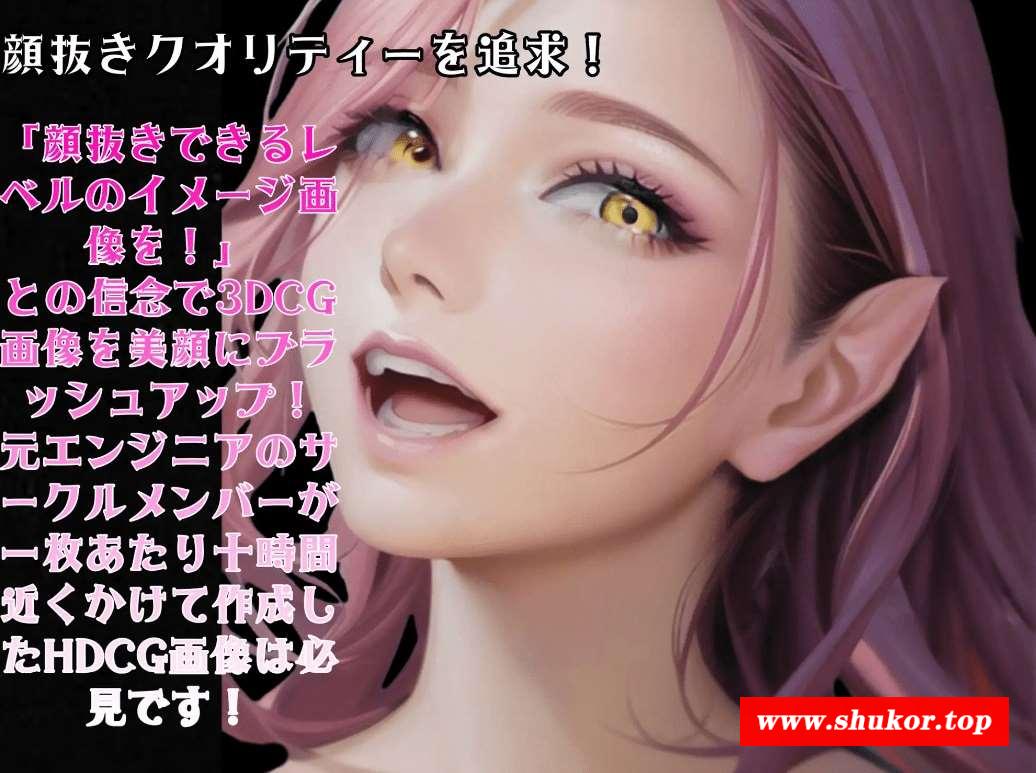 顔抜きクオリティーを追求！
「顔抜きできるレ
ベルのイメージ画
像を！」
との信念で3DCG
画像を美顔にブラ
ッシュアップ！
元エンジニアのサ
ークルメンバーが
一枚あたり十時間
近くかけて作成し
たHDCG画像は必
見です！
www.shukor.top